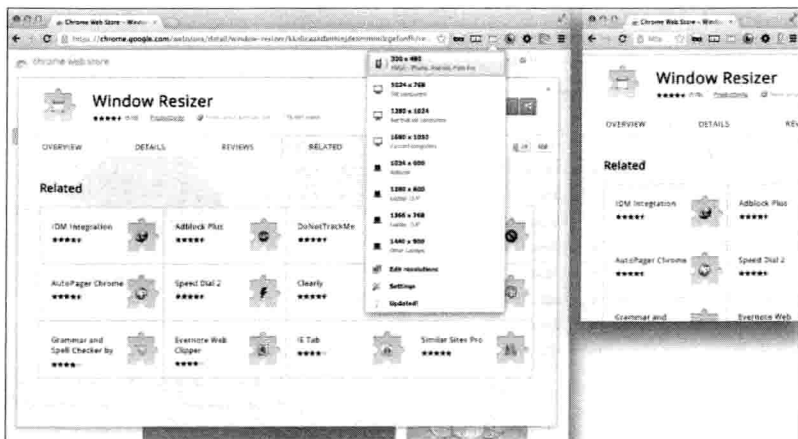 Chrome Web Store - Window
https://chrome.google.com/webstore/detail/window-resizer/
chrome web store
Window Resizer
OVERVIEW
DETAILS
REVIEWS
RELATED
Related
IDM Integration
Adblock Plus
DoNotTrackMe
AutoPager Chrome
Speed Dial 2
Clearly
Grammar and
Spell Checker by
Evernote Web
Clipper
IE Tab
Similar Sites Pro
320 x 480
1024 x 768
1280 x 1024
1680 x 1050
1024 x 600
1280 x 800
1366 x 768
1440 x 900
Edit resolutions
Settings
Updated!
Chrome Web Store - Window
Window Resizer
OVERVIEW
DETAILS
Related
IDM Integration
Adblock Plus
AutoPager Chrome
Speed Dial 2
Grammar and
Evernote Web